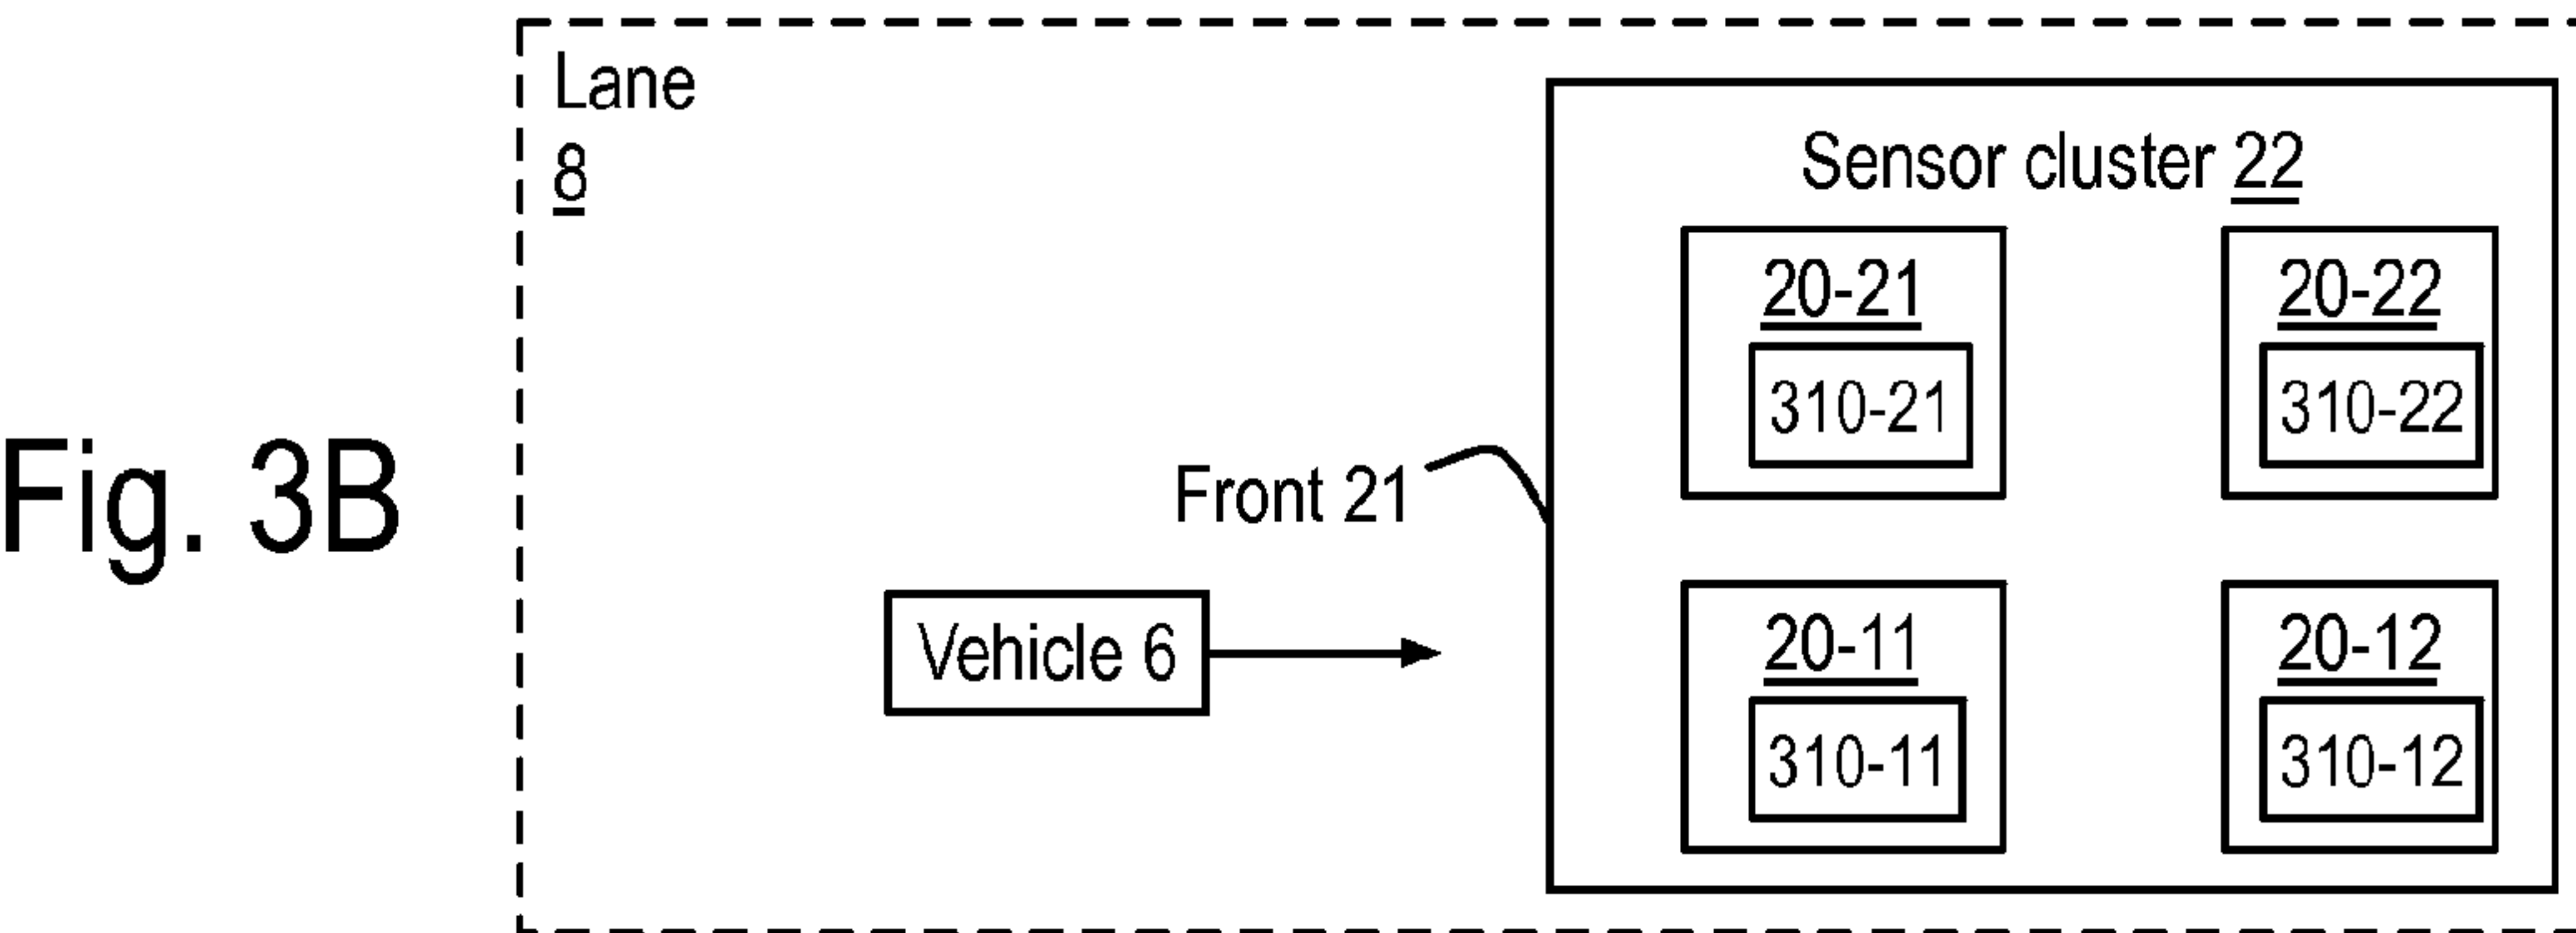 Lane
8
Sensor cluster 22
20-21
20-22
310-21
310-22
Fig. 3B
Front 21
Vehicle 6
20-11
20-12
310-11
310-12